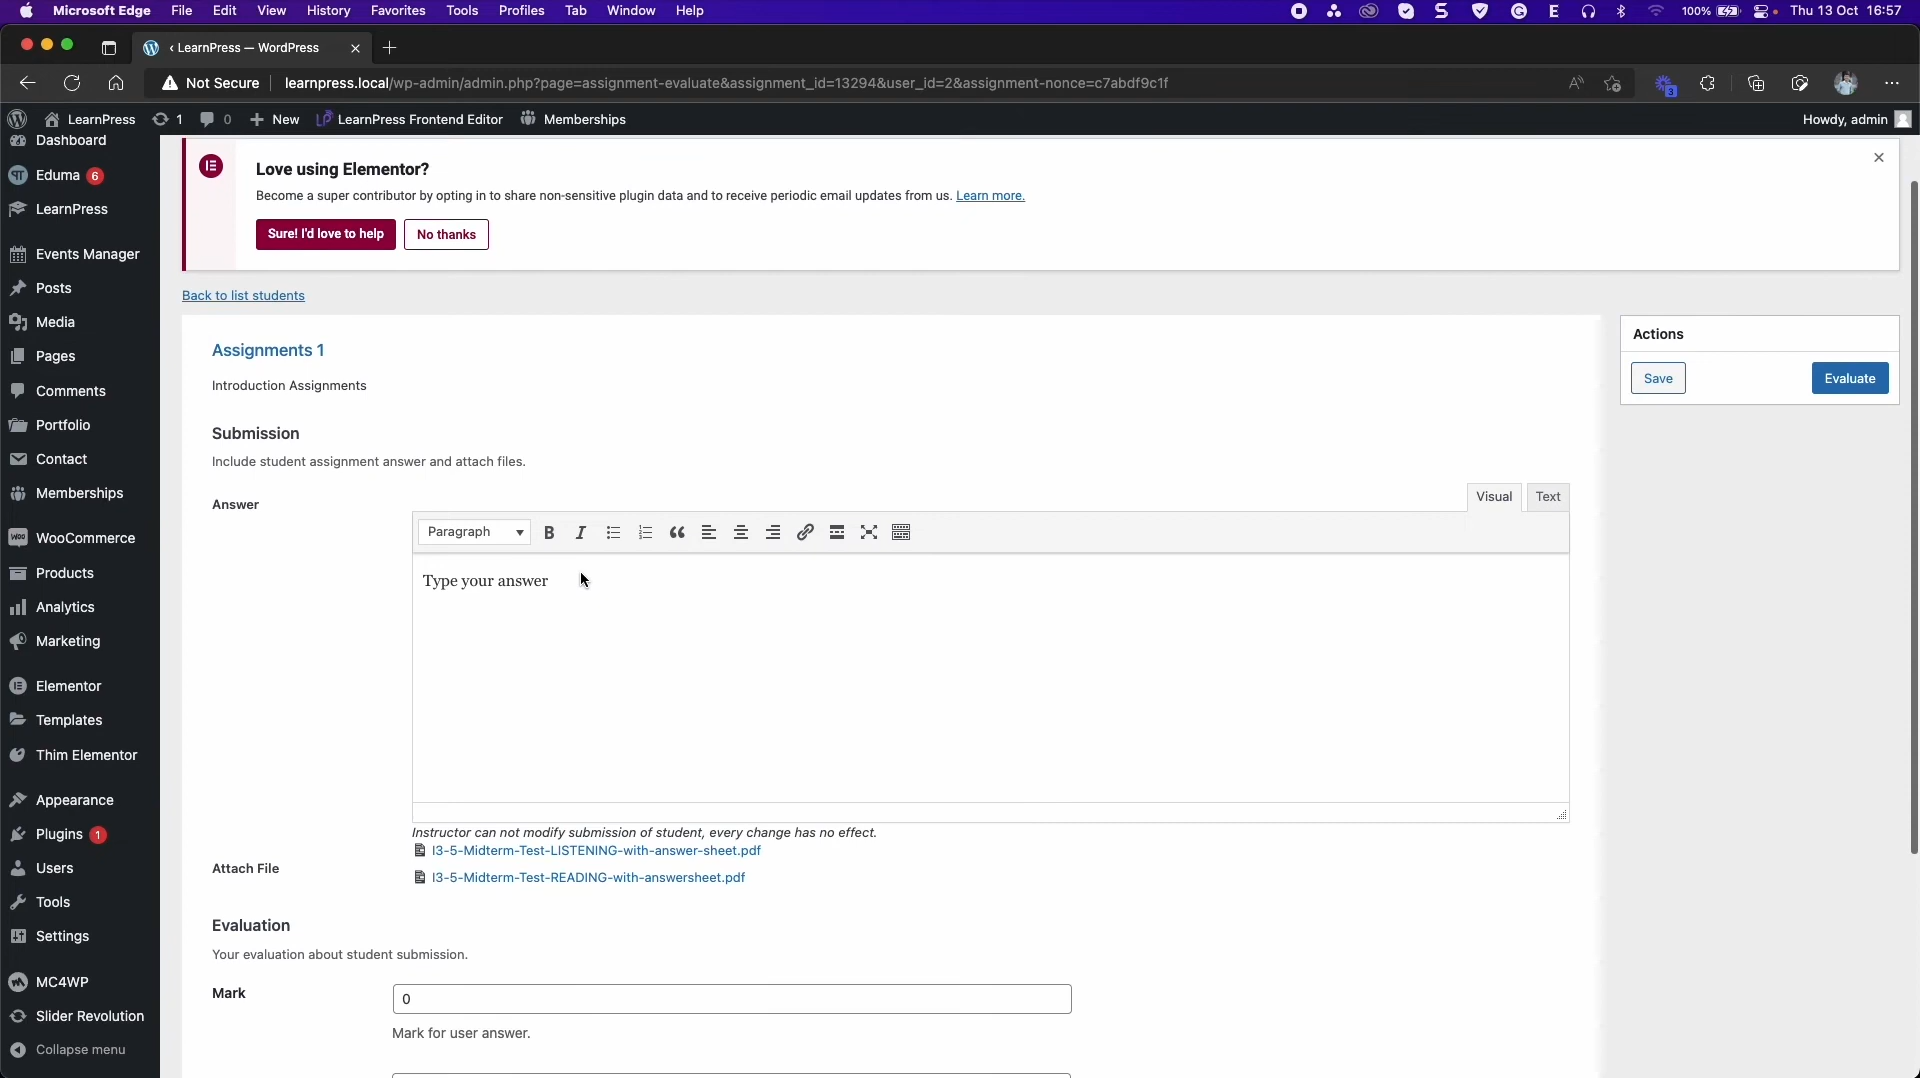 Microsoft Edge File Edit View History Favorites Tools Profiles Tab Window Help
S E 100% Thu 13 Oct 16:57
‹ LearnPress — WordPress
Not Secure learnpress.local/wp-admin/admin.php?page=assignment-evaluate&assignment_id=13294&user_id=2&assignment-nonce=c7abdf9c1f
3
LearnPress 1 0 New LearnPress Frontend Editor Memberships Howdy, admin
Dashboard
Eduma 6
LearnPress
Events Manager
Posts
Media
Pages
Comments
Portfolio
Contact
Memberships
WooCommerce
Products
Analytics
Marketing
Elementor
Templates
Thim Elementor
Appearance
Plugins 1
Users
Tools
Settings
MC4WP
Slider Revolution
Collapse menu
Love using Elementor?
Become a super contributor by opting in to share non-sensitive plugin data and to receive periodic email updates from us. Learn more.
Sure! I'd love to help No thanks
Back to list students
Assignments 1
Introduction Assignments
Submission
Include student assignment answer and attach files.
Answer
Visual Text
Paragraph
Type your answer
Instructor can not modify submission of student, every change has no effect.
Attach File
I3-5-Midterm-Test-LISTENING-with-answer-sheet.pdf
I3-5-Midterm-Test-READING-with-answersheet.pdf
Evaluation
Your evaluation about student submission.
Mark
0
Mark for user answer.
Actions
Save Evaluate